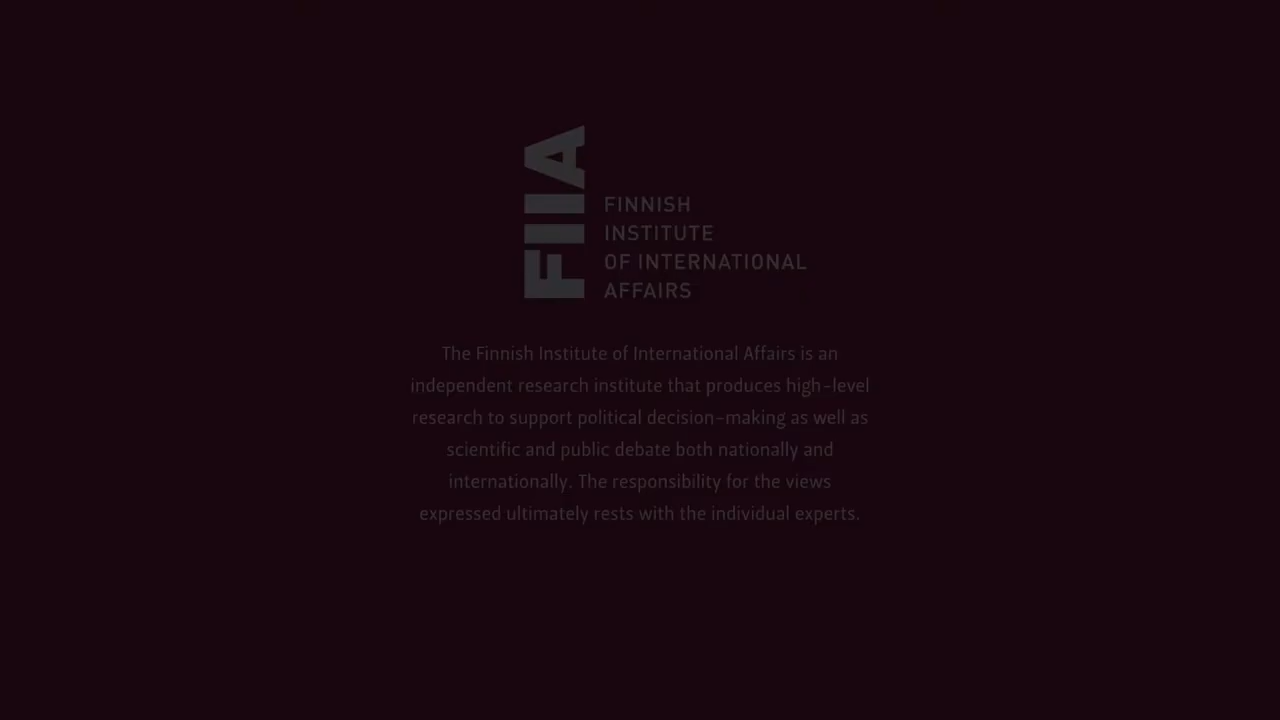 FIIA
FINNISH
INSTITUTE
OF INTERNATIONAL
AFFAIRS
The Finnish Institute of International Affairs is an
independent research institute that produces high-level
research to support political decision-making as well as
scientific and public debate both nationally and
internationally. The responsibility for the views
expressed ultimately rests with the individual experts.